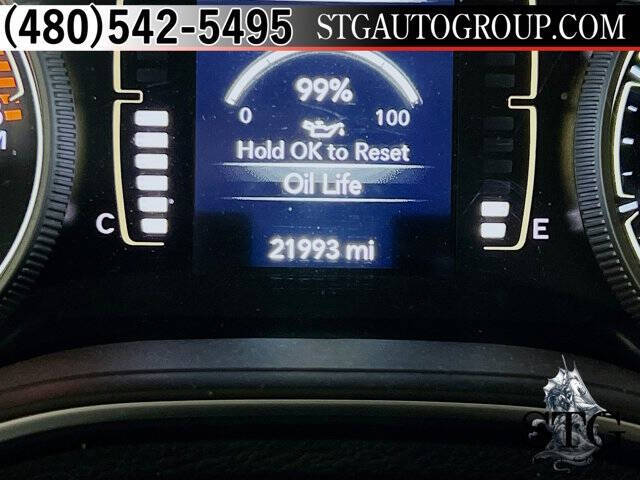 (480)542-5495 STGAUTOGROUP.COM
99%
0 100
Hold OK to Reset
Oil Life
C E
21993 mi
STG